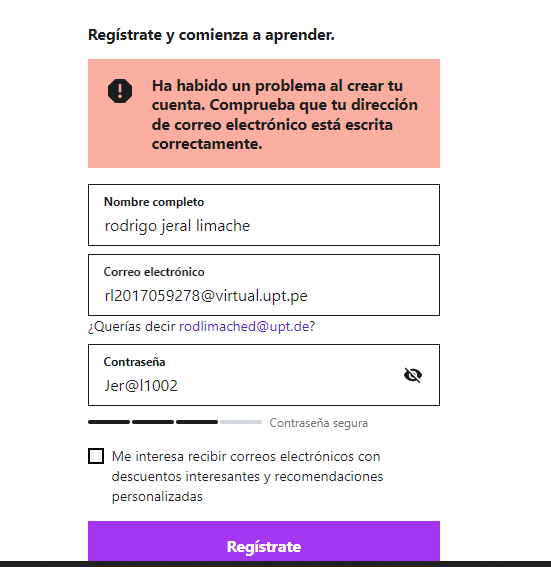 Regístrate y comienza a aprender.
Ha habido un problema al crear tu
cuenta. Comprueba que tu dirección
de correo electrónico está escrita
correctamente.
Nombre completo
rodrigo jeral limache
Correo electrónico
rl2017059278@virtual.upt.pe
¿Querías decir rodlimached@upt.de?
Contraseña
Jer@l1002
Contraseña segura
Me interesa recibir correos electrónicos con
descuentos interesantes y recomendaciones
personalizadas
Regístrate